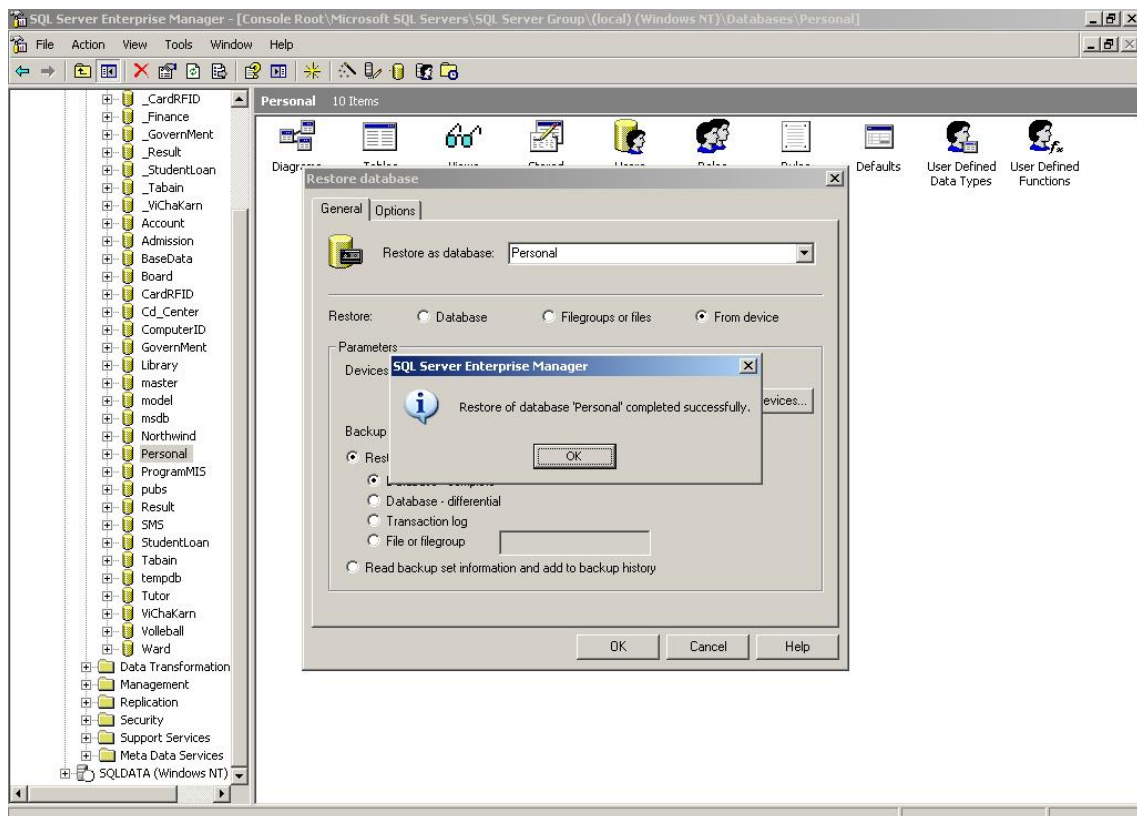 SQL Server Enterprise Manager - [Console Root\Microsoft SQL Servers\SQL Server Group\(local) (Windows NT)\Databases\Personal]
File Action View Tools Window Help
_CardRFID
_Finance
_GovernMent
_Result
_StudentLoan
_Tabain
_ViChaKarn
Account
Admission
BaseData
Board
CardRFID
Cd_Center
ComputerID
GovernMent
Library
master
model
msdb
Northwind
Personal
ProgramMIS
pubs
Result
SMS
StudentLoan
Tabain
tempdb
Tutor
ViChaKarn
Volleball
Ward
Data Transformation
Management
Replication
Security
Support Services
Meta Data Services
SQLDATA (Windows NT)
Personal 10 Items
Defaults
User Defined
Data Types
User Defined
Functions
Restore database
General Options
Restore as database: Personal
Restore: Database Filegroups or files From device
Parameters
Devices
Backup
Database - differential
Transaction log
File or filegroup
Read backup set information and add to backup history
OK Cancel Help
SQL Server Enterprise Manager
Restore of database 'Personal' completed successfully.
OK